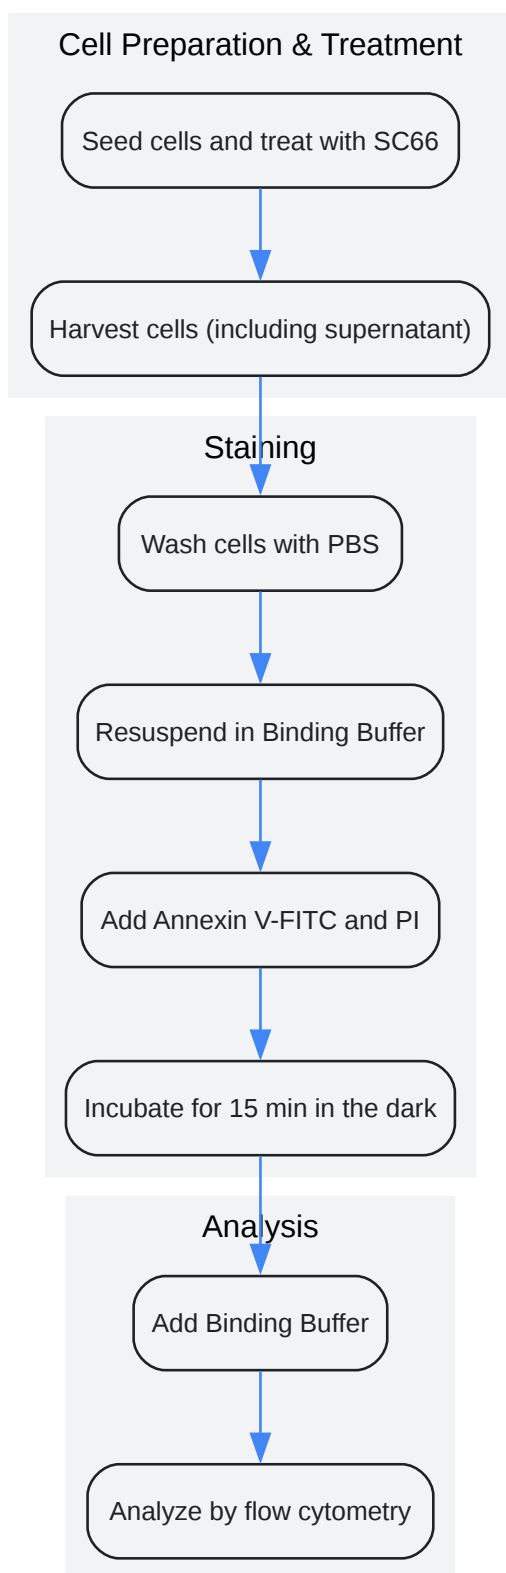 Cell Preparation & Treatment
Seed cells and treat with SC66
Harvest cells (including supernatant)
Staining
Wash cells with PBS
Resuspend in Binding Buffer
Add Annexin V-FITC and PI
Incubate for 15 min in the dark
Analysis
Add Binding Buffer
Analyze by flow cytometry